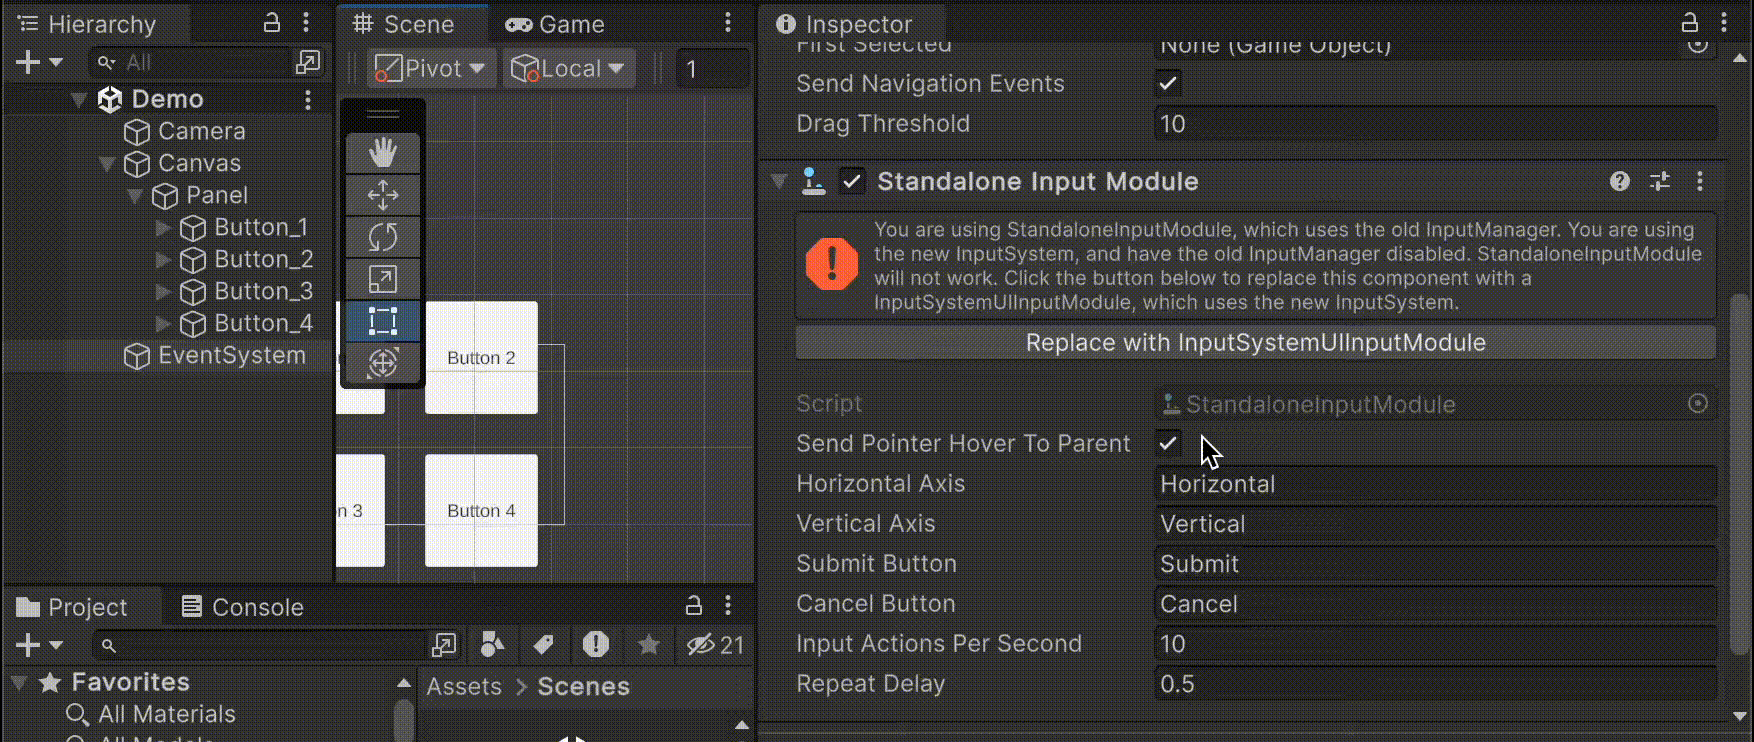 Hierarchy
All
Demo
Camera
Canvas
Panel
Button_1
Button_2
Button_3
Button_4
EventSystem
Scene
Game
Pivot
Local
1
Button 2
n 3
Button 4
Project
Console
21
Favorites
All Materials
All Models
Assets > Scenes
Inspector
First Selected None (Game Object)
Send Navigation Events
Drag Threshold 10
Standalone Input Module
You are using StandaloneInputModule, which uses the old InputManager. You are using
the new InputSystem, and have the old InputManager disabled. StandaloneInputModule
will not work. Click the button below to replace this component with a
InputSystemUIInputModule, which uses the new InputSystem.
Replace with InputSystemUIInputModule
Script StandaloneInputModule
Send Pointer Hover To Parent
Horizontal Axis Horizontal
Vertical Axis Vertical
Submit Button Submit
Cancel Button Cancel
Input Actions Per Second 10
Repeat Delay 0.5